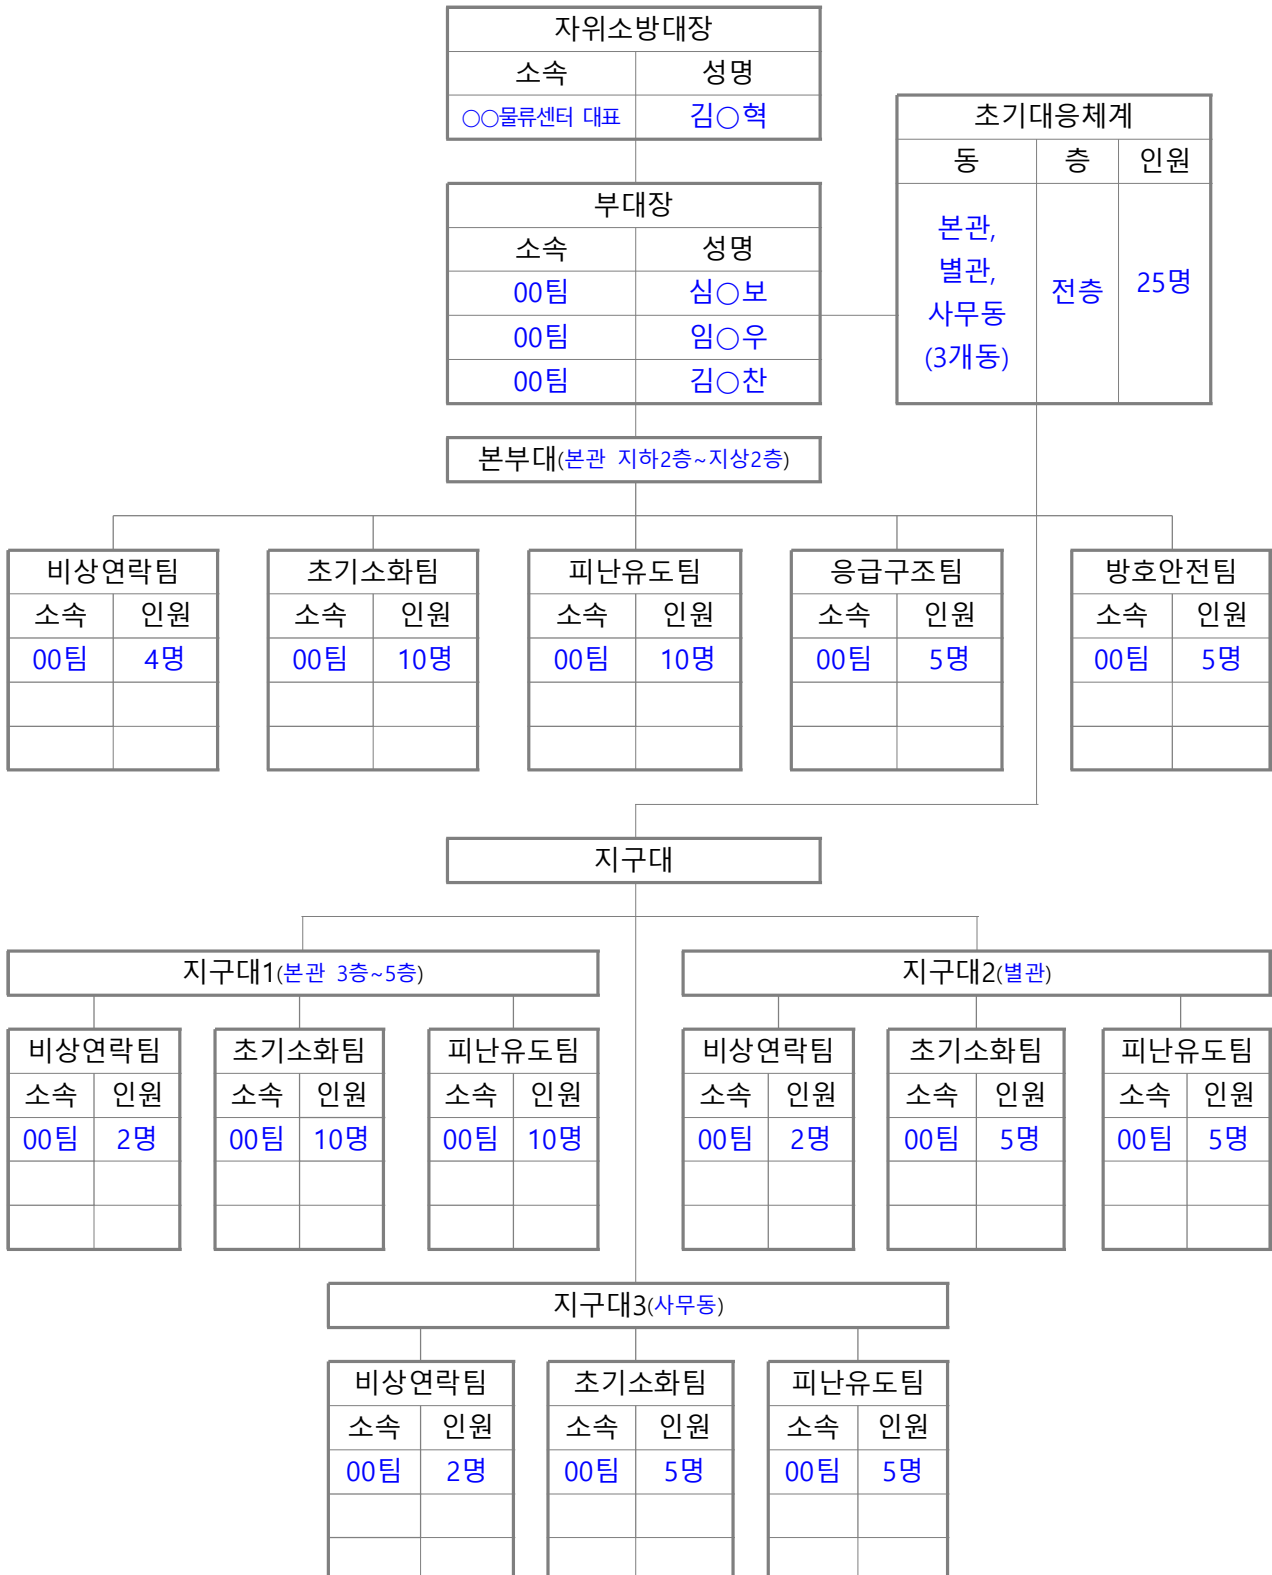 자위소방대장
소속 성명
○○물류센터 대표 김○혁
초기대응체계
동 층 인원
본관,
별관,
사무동
(3개동)
전층
25명
부대장
소속 성명
00팀 심○보
00팀 임○우
00팀 김○찬
본부대(본관 지하2층~지상2층)
비상연락팀
소속 인원
00팀 4명
초기소화팀
소속 인원
00팀 10명
피난유도팀
소속 인원
00팀 10명
응급구조팀
소속 인원
00팀 5명
방호안전팀
소속 인원
00팀 5명
지구대
지구대1(본관 3층~5층)
비상연락팀
소속 인원
00팀 2명
초기소화팀
소속 인원
00팀 10명
피난유도팀
소속 인원
00팀 10명
지구대2(별관)
비상연락팀
소속 인원
00팀 2명
초기소화팀
소속 인원
00팀 5명
피난유도팀
소속 인원
00팀 5명
지구대3(사무동)
비상연락팀
소속 인원
00팀 2명
초기소화팀
소속 인원
00팀 5명
피난유도팀
소속 인원
00팀 5명